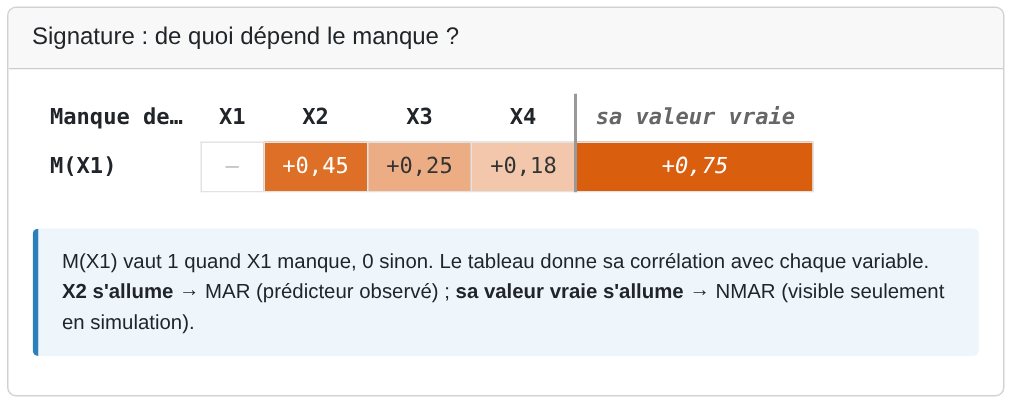 Signature : de quoi dépend le manque ?
Manque de… X1 X2 X3 X4 sa valeur vraie
M(X1) — +0,45 +0,25 +0,18 +0,75
M(X1) vaut 1 quand X1 manque, 0 sinon. Le tableau donne sa corrélation avec chaque variable.
X2 s'allume → MAR (prédicteur observé) ; sa valeur vraie s'allume → NMAR (visible seulement
en simulation).